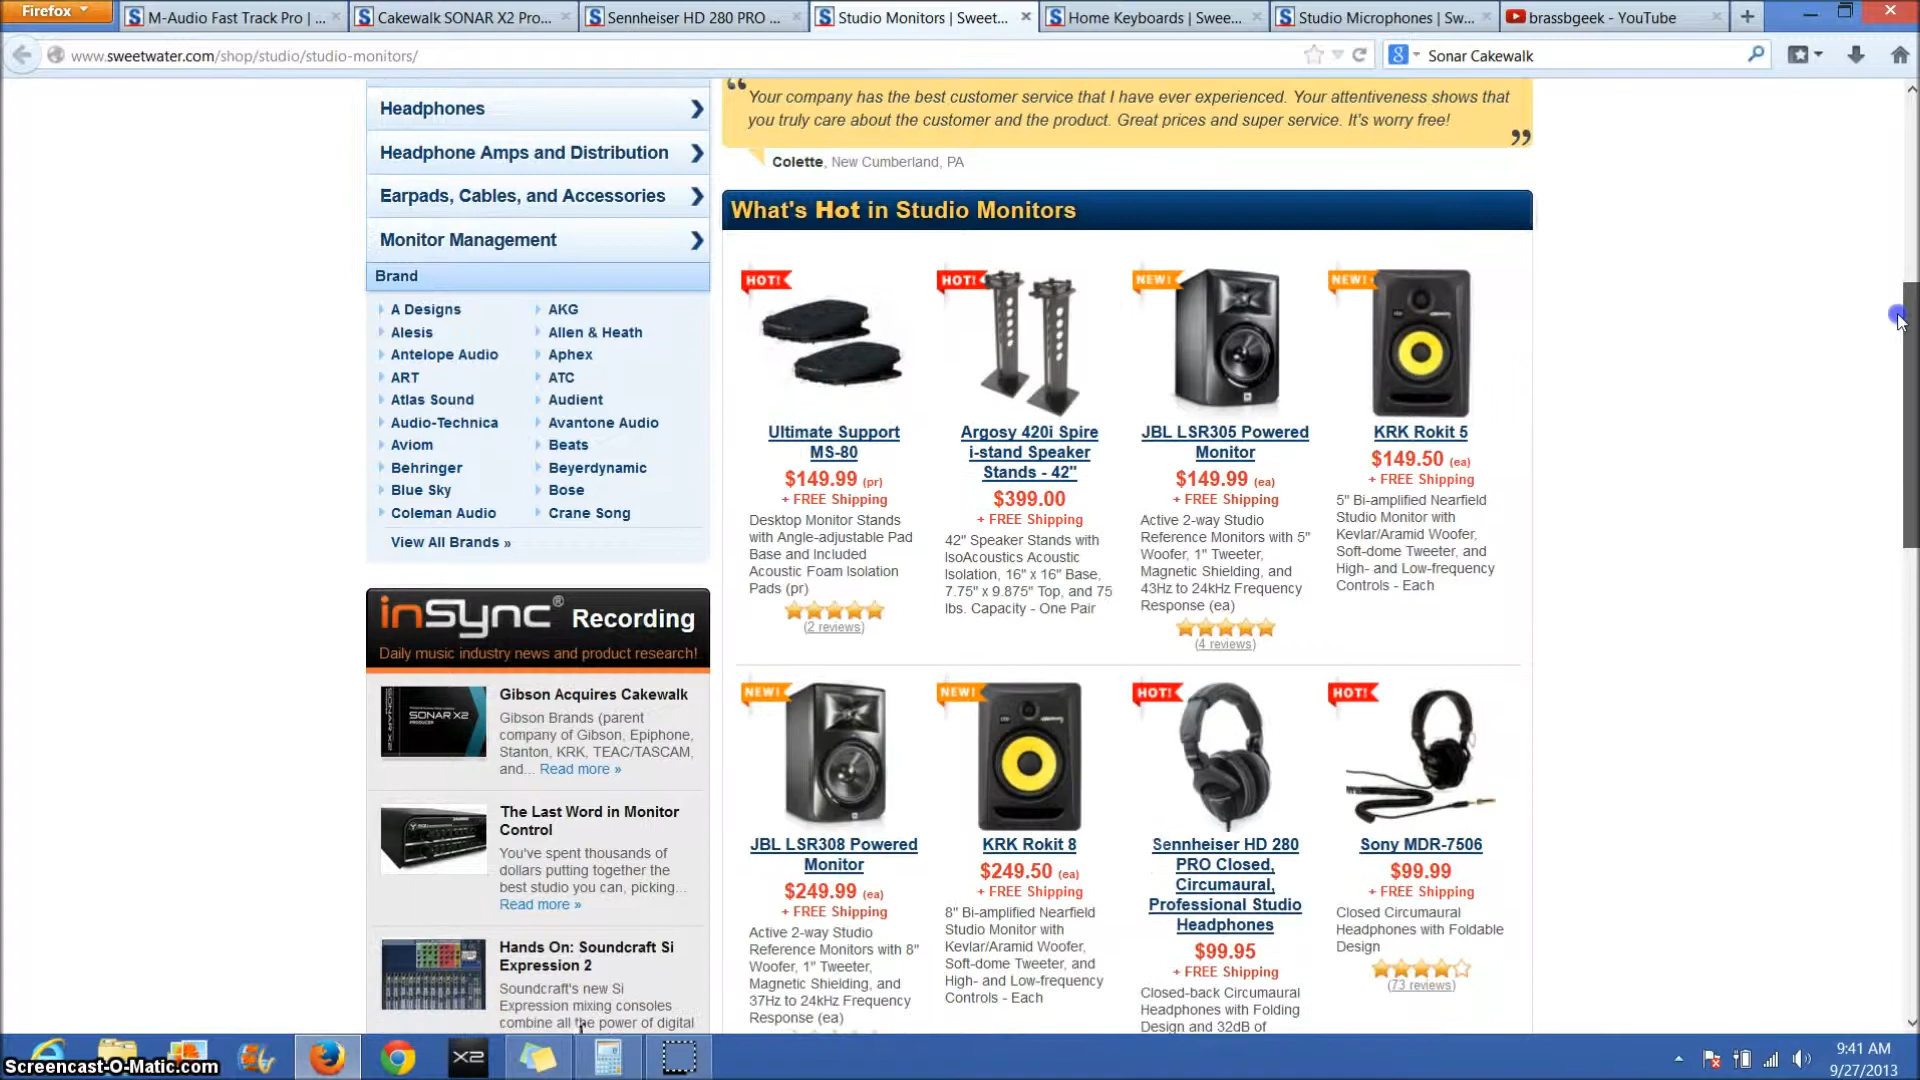 Firefox
M-Audio Fast Track Pro | ...
Cakewalk SONAR X2 Pro...
Sennheiser HD 280 PRO ...
Studio Monitors | Sweet...
Home Keyboards | Swee...
Studio Microphones | Sw...
brassbgeek - YouTube
www.sweetwater.com/shop/studio/studio-monitors/
Sonar Cakewalk
Headphones
Headphone Amps and Distribution
Earpads, Cables, and Accessories
Monitor Management
Brand
A Designs
AKG
Alesis
Allen & Heath
Antelope Audio
Aphex
ART
ATC
Atlas Sound
Audient
Audio-Technica
Avantone Audio
Aviom
Beats
Behringer
Beyerdynamic
Blue Sky
Bose
Coleman Audio
Crane Song
View All Brands »
inSync® Recording
Daily music industry news and product research!
SONAR X2
Gibson Acquires Cakewalk
Gibson Brands (parent
company of Gibson, Epiphone,
Stanton, KRK, TEAC/TASCAM,
and... Read more »
The Last Word in Monitor
Control
You've spent thousands of
dollars putting together the
best studio you can, picking...
Read more »
Hands On: Soundcraft Si
Expression 2
Soundcraft's new Si
Expression mixing consoles
combine all the power of digital
“ Your company has the best customer service that I have ever experienced. Your attentiveness shows that
you truly care about the customer and the product. Great prices and super service. It's worry free! ”
Colette, New Cumberland, PA
What's Hot in Studio Monitors
HOT!
Ultimate Support
MS-80
$149.99 (pr)
+ FREE Shipping
Desktop Monitor Stands
with Angle-adjustable Pad
Base and Included
Acoustic Foam Isolation
Pads (pr)
(2 reviews)
HOT!
Argosy 420i Spire
i-stand Speaker
Stands - 42"
$399.00
+ FREE Shipping
42" Speaker Stands with
IsoAcoustics Acoustic
Isolation, 16" x 16" Base,
7.75" x 9.875" Top, and 75
lbs. Capacity - One Pair
NEW!
JBL LSR305 Powered
Monitor
$149.99 (ea)
+ FREE Shipping
Active 2-way Studio
Reference Monitors with 5"
Woofer, 1" Tweeter,
Magnetic Shielding, and
43Hz to 24kHz Frequency
Response (ea)
(4 reviews)
NEW!
KRK Rokit 5
$149.50 (ea)
+ FREE Shipping
5" Bi-amplified Nearfield
Studio Monitor with
Kevlar/Aramid Woofer,
Soft-dome Tweeter, and
High- and Low-frequency
Controls - Each
NEW!
JBL LSR308 Powered
Monitor
$249.99 (ea)
+ FREE Shipping
Active 2-way Studio
Reference Monitors with 8"
Woofer, 1" Tweeter,
Magnetic Shielding, and
37Hz to 24kHz Frequency
Response (ea)
NEW!
KRK Rokit 8
$249.50 (ea)
+ FREE Shipping
8" Bi-amplified Nearfield
Studio Monitor with
Kevlar/Aramid Woofer,
Soft-dome Tweeter, and
High- and Low-frequency
Controls - Each
HOT!
Sennheiser HD 280
PRO Closed,
Circumaural,
Professional Studio
Headphones
$99.95
+ FREE Shipping
Closed-back Circumaural
Headphones with Folding
Design and 32dB of
HOT!
Sony MDR-7506
$99.99
+ FREE Shipping
Closed Circumaural
Headphones with Foldable
Design
(73 reviews)
X2
Screencast-O-Matic.com
9:41 AM
9/27/2013